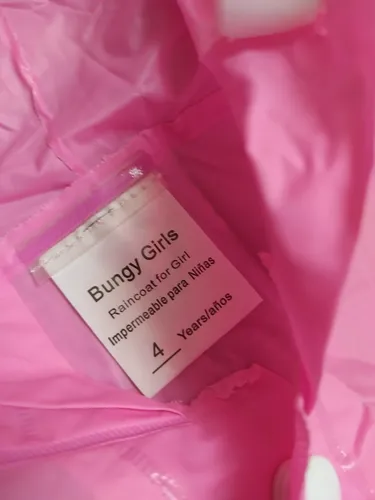 Bungy Girls
Raincoat for Girl
Impermeable para Niñas
4 Years/años